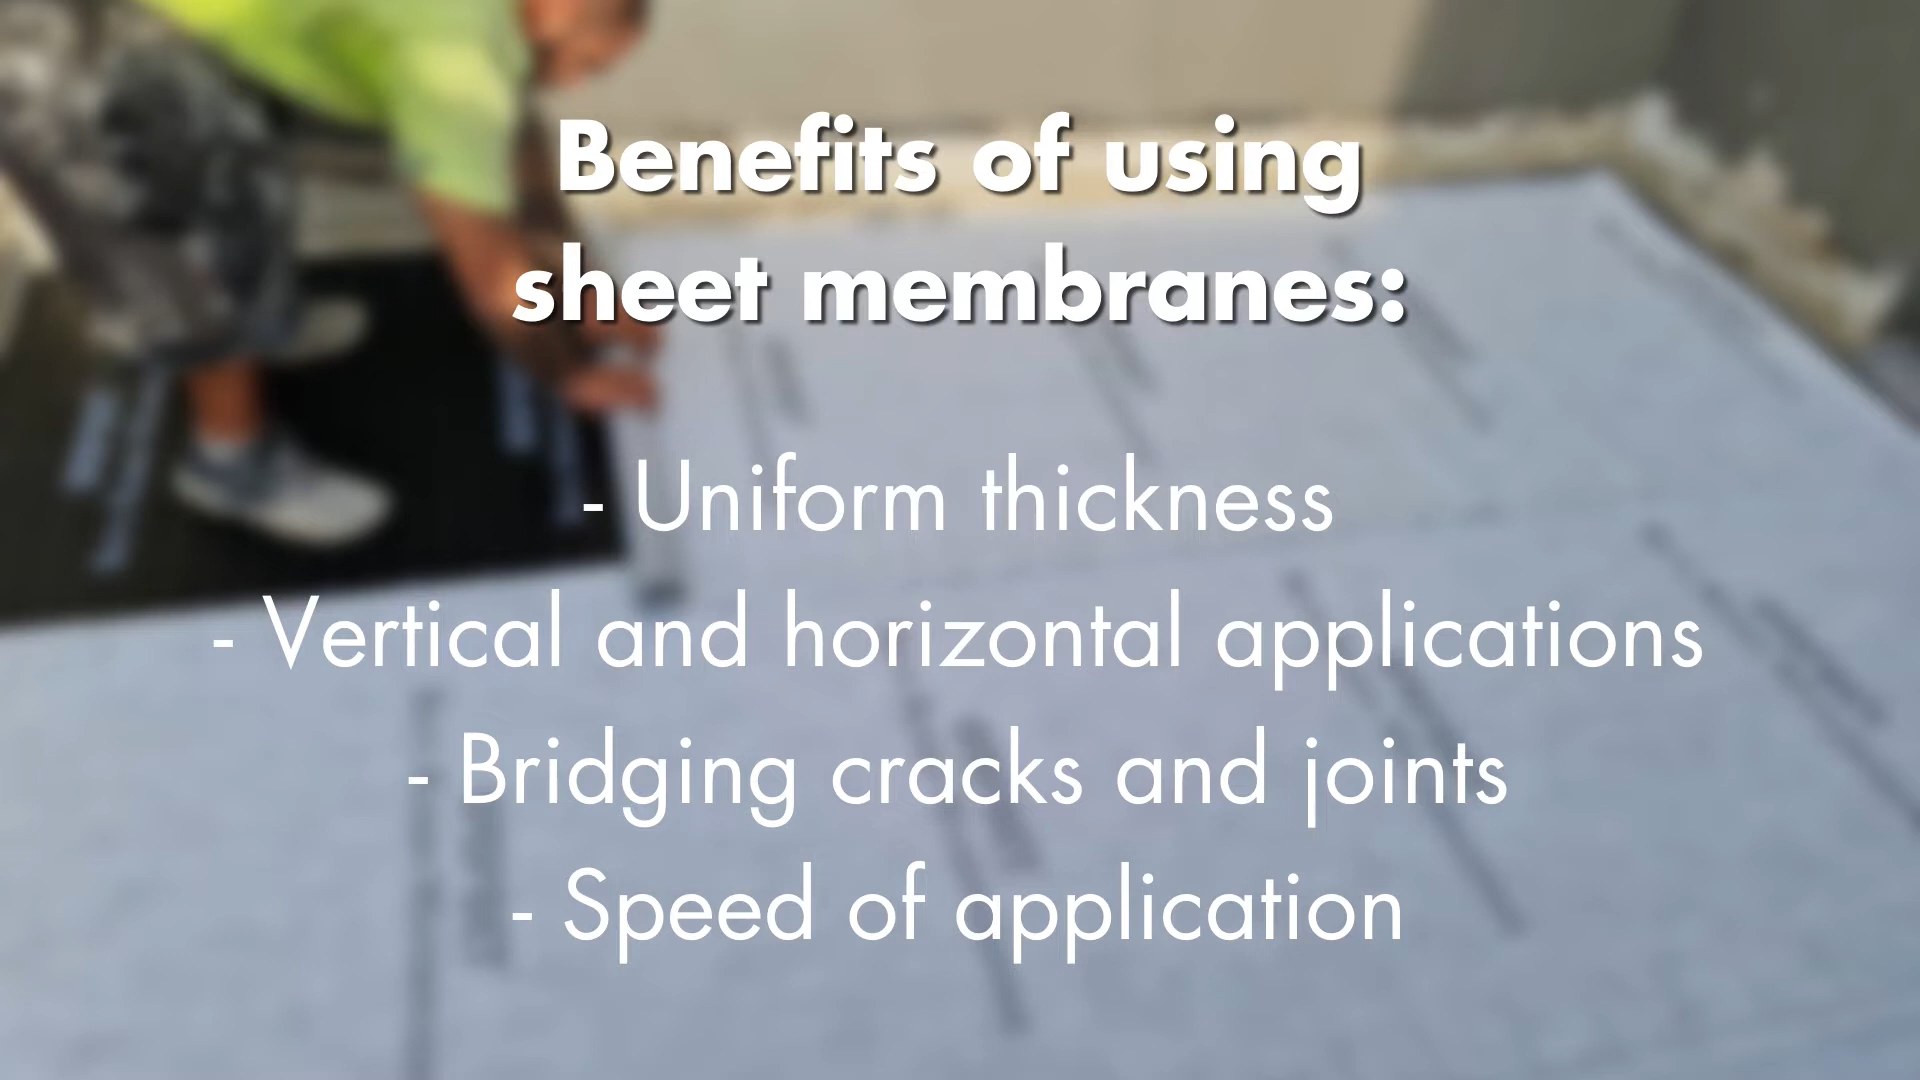 Benefits of using
sheet membranes:
- Uniform thickness
- Vertical and horizontal applications
- Bridging cracks and joints
- Speed of application